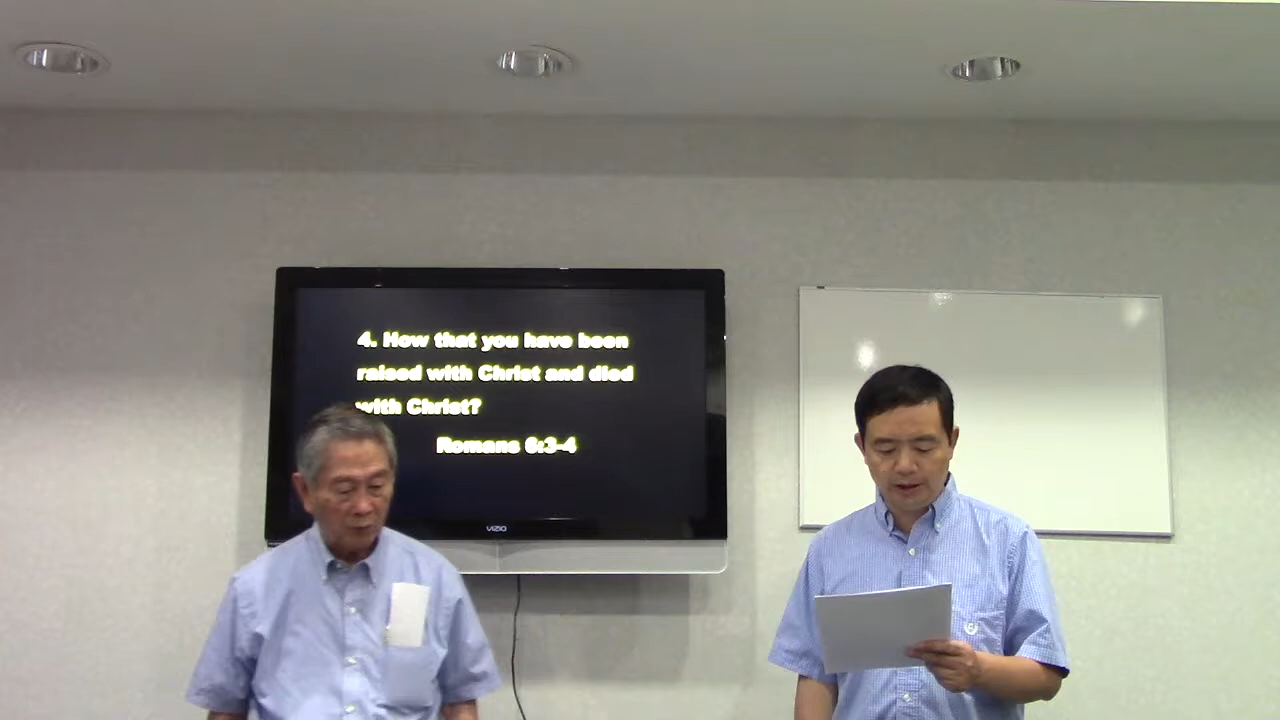 4. How that you have been
raised with Christ and died
with Christ?
Romans 6:3-4
VIZIO